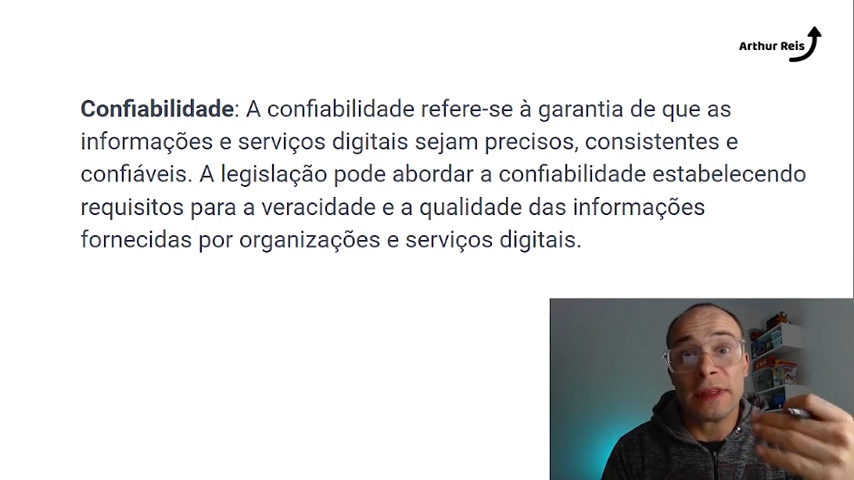 Arthur Reis
Confiabilidade: A confiabilidade refere-se à garantia de que as
informações e serviços digitais sejam precisos, consistentes e
confiáveis. A legislação pode abordar a confiabilidade estabelecendo
requisitos para a veracidade e a qualidade das informações
fornecidas por organizações e serviços digitais.